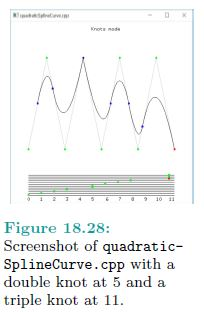 quadraticSplineCurve.cpp
Knots mode
0 1 2 3 4 5 6 7 8 9 10 11
Figure 18.28:
Screenshot of quadratic-
SplineCurve.cpp with a
double knot at 5 and a
triple knot at 11.